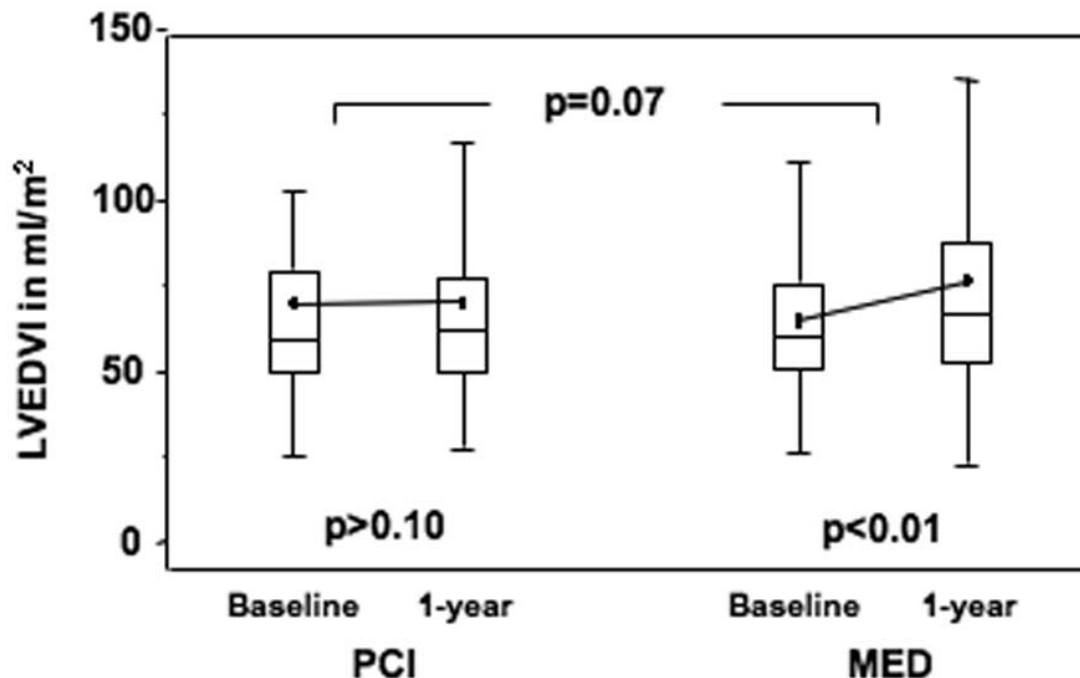 150
100
50
0
LVEDVI in ml/m²
p=0.07
p>0.10
p<0.01
Baseline 1-year Baseline 1-year
PCI MED